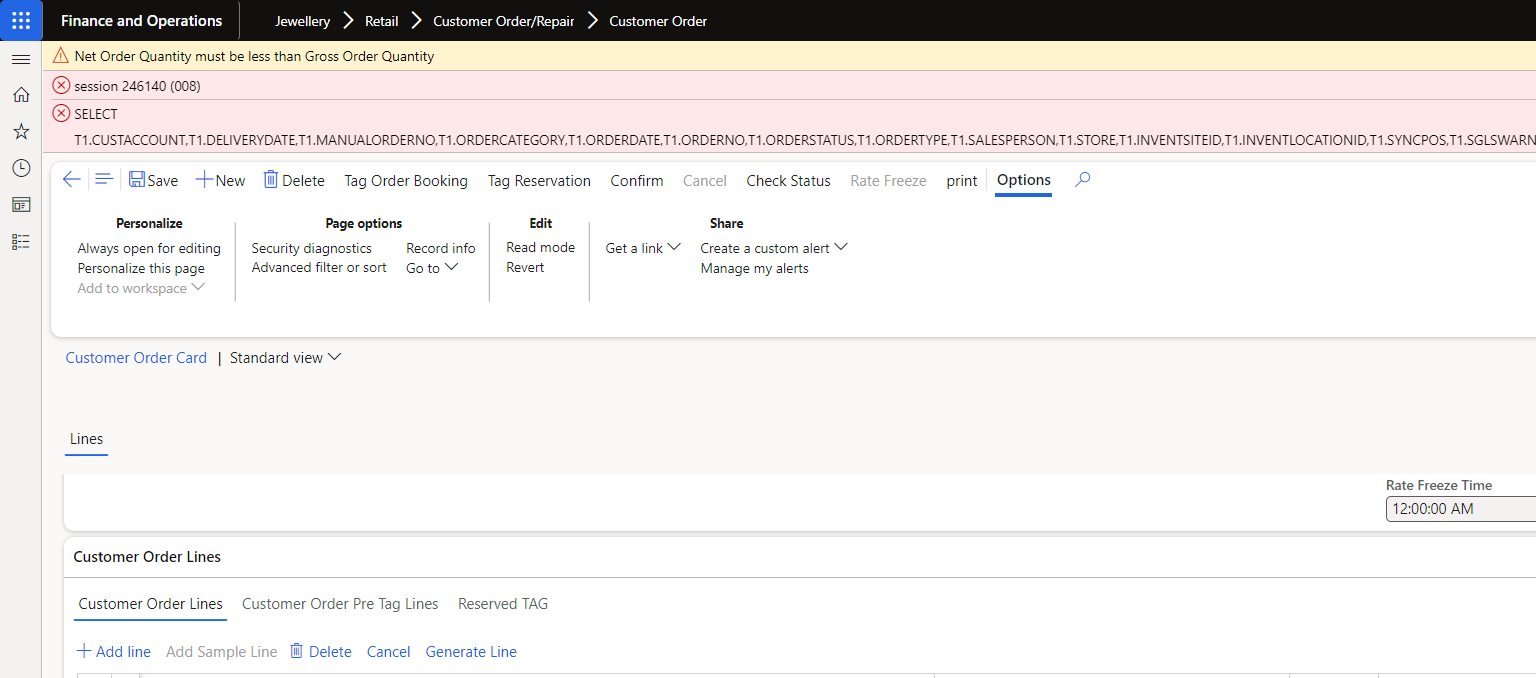 Finance and Operations Jewellery Retail Customer Order/Repair Customer Order
Net Order Quantity must be less than Gross Order Quantity
session 246140 (008)
SELECT
T1.CUSTACCOUNT,T1.DELIVERYDATE,T1.MANUALORDERNO,T1.ORDERCATEGORY,T1.ORDERDATE,T1.ORDERNO,T1.ORDERSTATUS,T1.ORDERTYPE,T1.SALESPERSON,T1.STORE,T1.INVENTSITEID,T1.INVENTLOCATIONID,T1.SYNCPOS,T1.SGLSWARN
Save New Delete Tag Order Booking Tag Reservation Confirm Cancel Check Status Rate Freeze print Options
Personalize Page options Edit Share
Always open for editing Security diagnostics Record info Read mode Get a link Create a custom alert
Personalize this page Advanced filter or sort Go to Revert Manage my alerts
Add to workspace
Customer Order Card | Standard view
Lines
Rate Freeze Time
12:00:00 AM
Customer Order Lines
Customer Order Lines Customer Order Pre Tag Lines Reserved TAG
Add line Add Sample Line Delete Cancel Generate Line